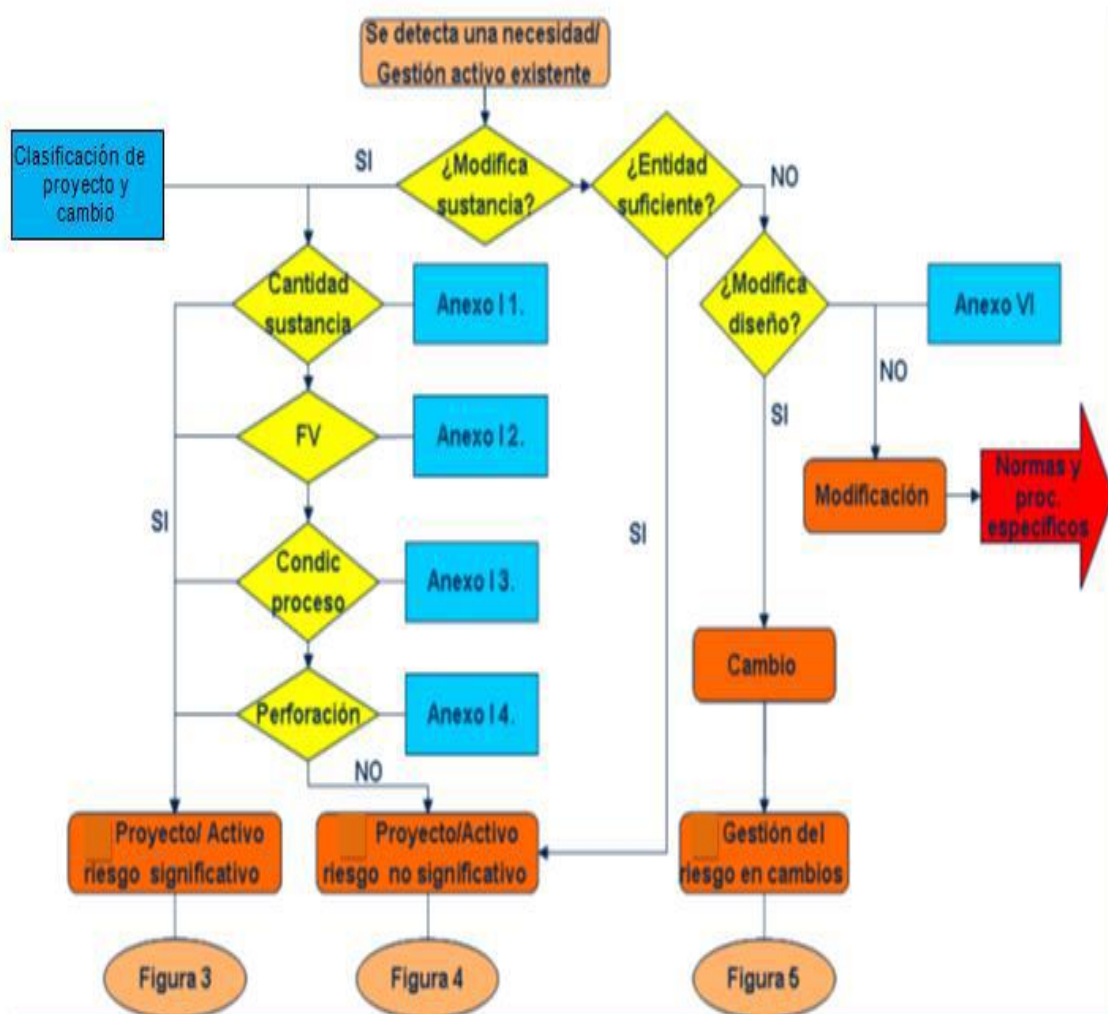 Se detecta una necesidad/
Gestión activo existente
Clasificación de
proyecto y
cambio
SI
¿Modifica
sustancia?
¿Entidad
suficiente?
NO
Cantidad
sustancia
Anexo I 1.
¿Modifica
diseño?
Anexo VI
NO
SI
FV
Anexo I 2.
Modificación
Normas y
proc.
específicos
SI
SI
Condic
proceso
Anexo I 3.
Cambio
Perforación
Anexo I 4.
NO
Proyecto/ Activo
riesgo significativo
Proyecto/Activo
riesgo no significativo
Gestión del
riesgo en cambios
Figura 3
Figura 4
Figura 5